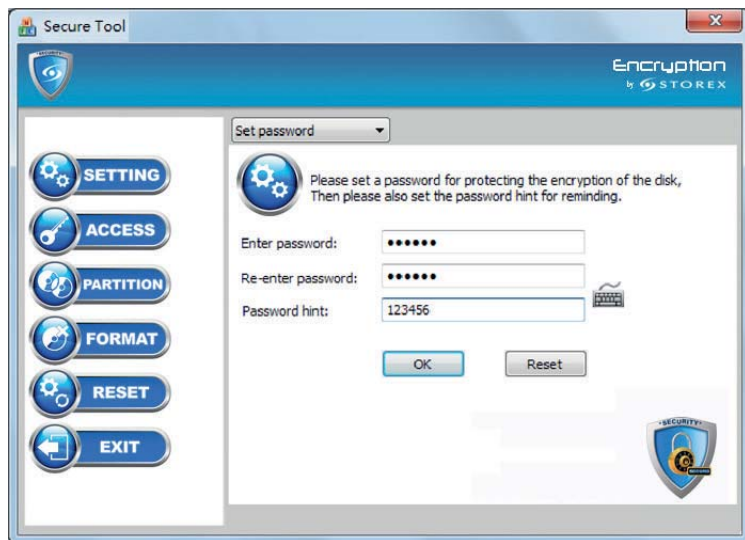 Secure Tool
SECURITY
Encryption
by STOREX
Set password
SETTING
ACCESS
PARTITION
FORMAT
RESET
EXIT
Please set a password for protecting the encryption of the disk,
Then please also set the password hint for reminding.
Enter password: ••••••
Re-enter password: ••••••
Password hint: 123456
OK Reset
SECURITY